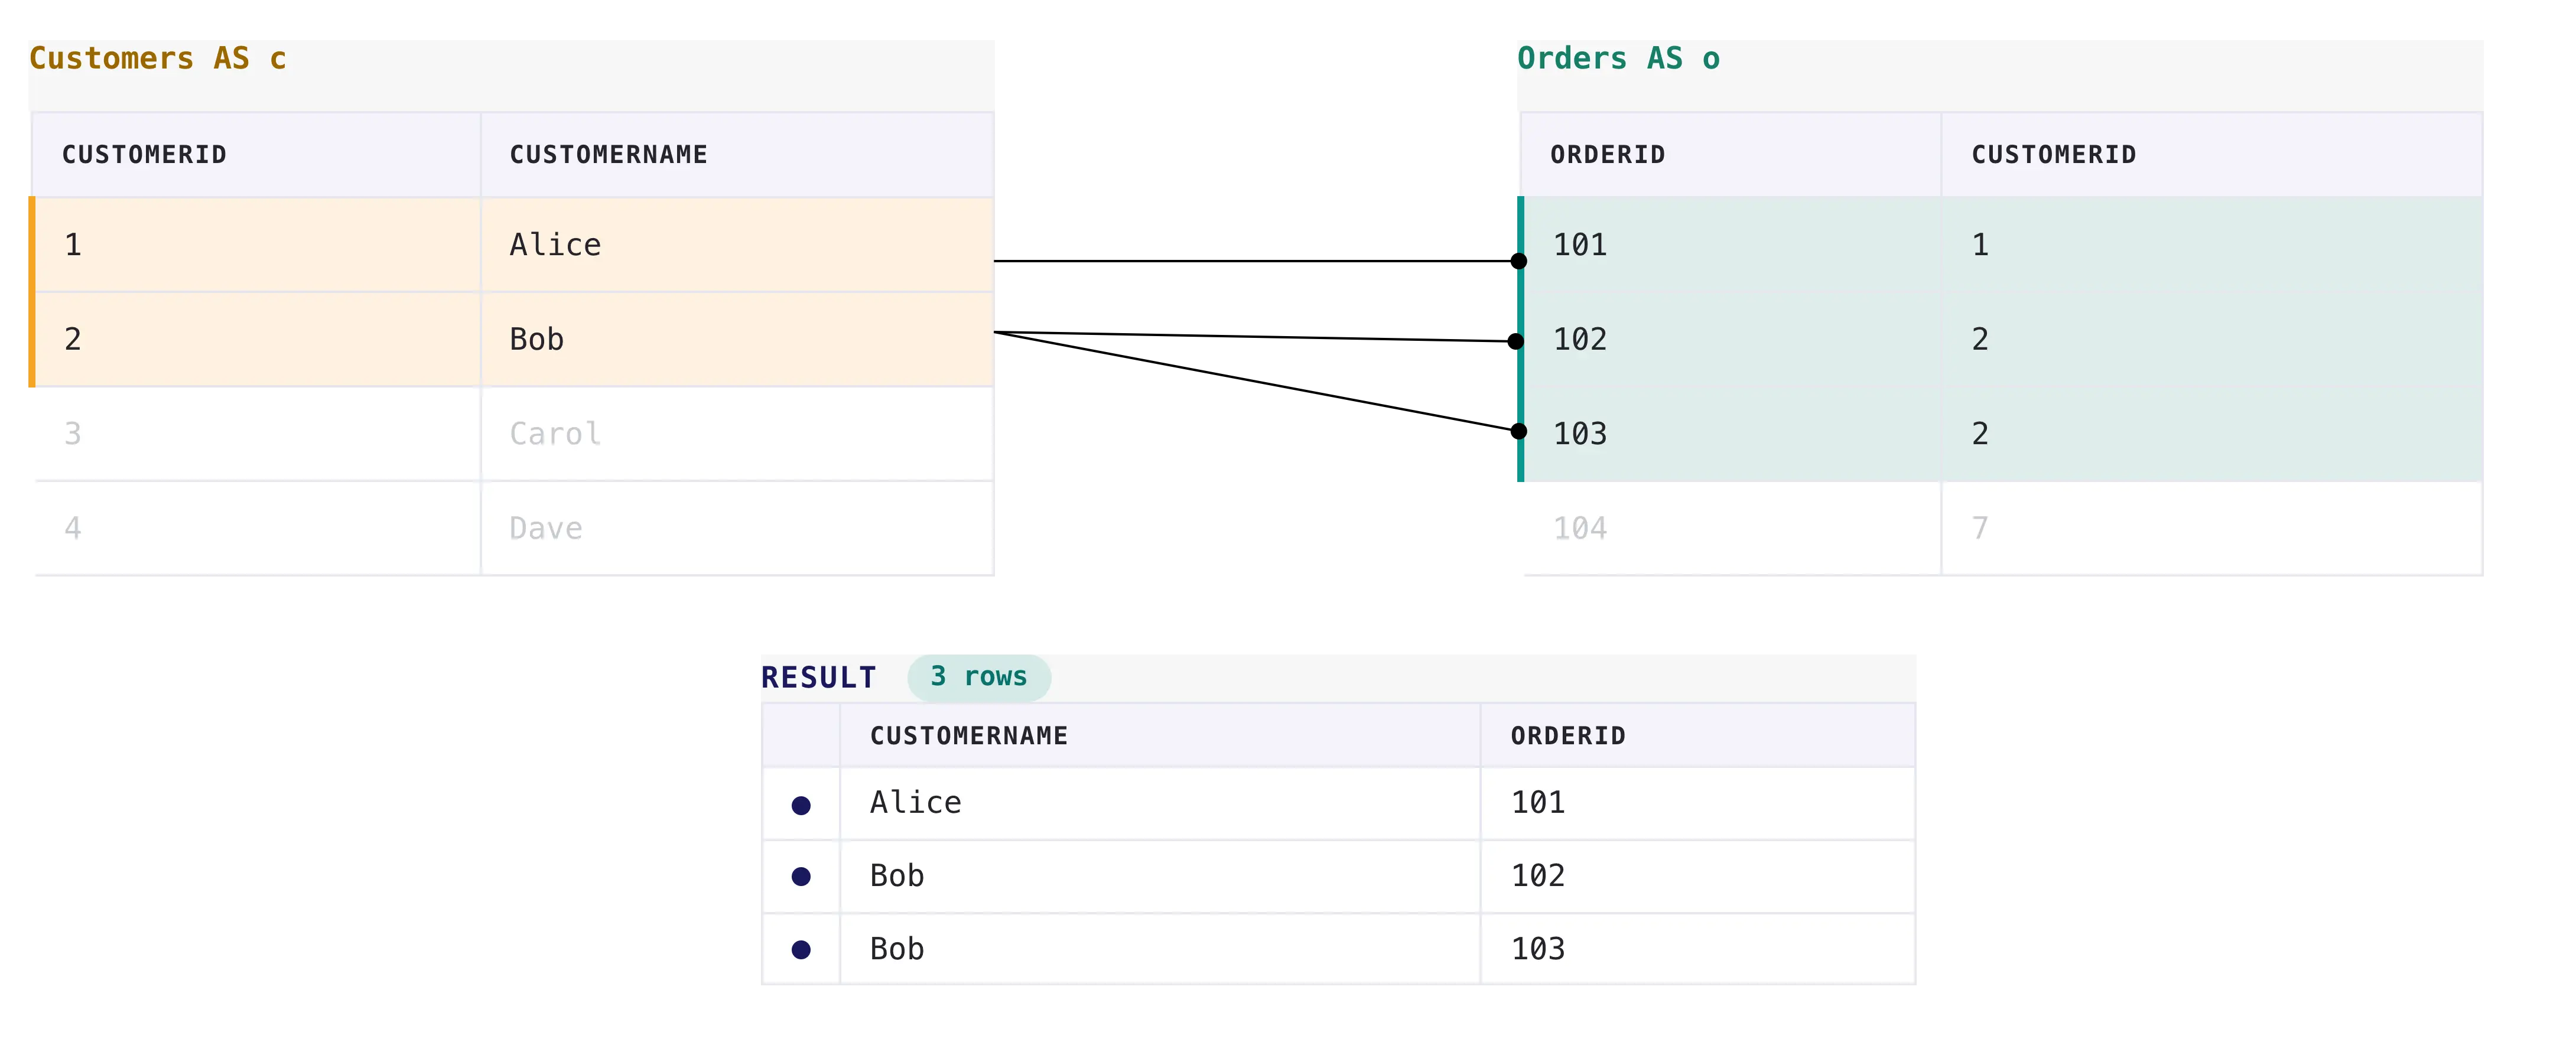 Customers AS c
CUSTOMERID CUSTOMERNAME
1 Alice
2 Bob
3 Carol
4 Dave
Orders AS o
ORDERID CUSTOMERID
101 1
102 2
103 2
104 7
RESULT 3 rows
CUSTOMERNAME ORDERID
Alice 101
Bob 102
Bob 103